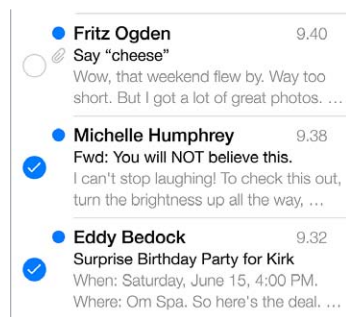 Fritz Ogden 9.40
Say “cheese”
Wow, that weekend flew by. Way too
short. But I got a lot of great photos. …
Michelle Humphrey 9.38
Fwd: You will NOT believe this.
I can't stop laughing! To check this out,
turn the brightness up all the way, …
Eddy Bedock 9.32
Surprise Birthday Party for Kirk
When: Saturday, June 15, 4:00 PM.
Where: Om Spa. So here's the deal. …